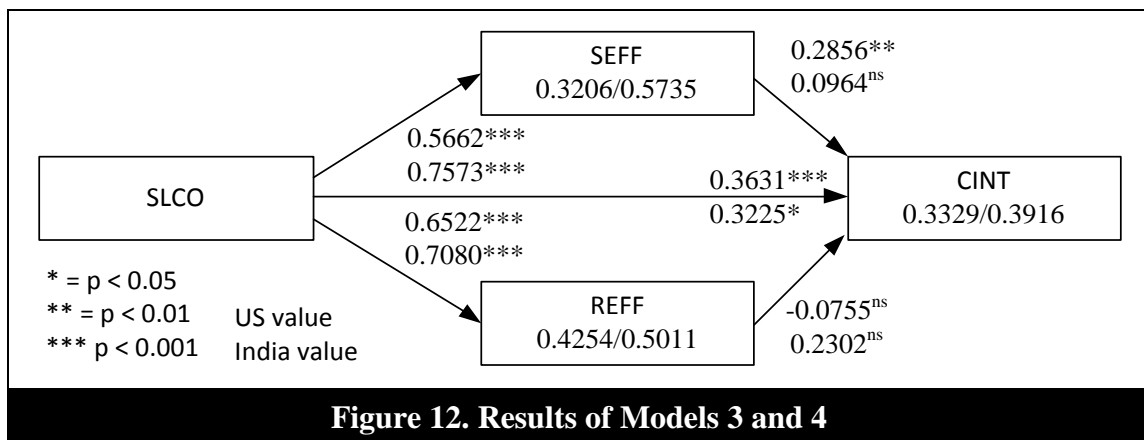 SEFF
0.3206/0.5735
0.2856**
0.0964ns
0.5662***
0.7573***
SLCO
0.3631***
0.3225*
CINT
0.3329/0.3916
0.6522***
0.7080***
REFF
0.4254/0.5011
-0.0755ns
0.2302ns
* = p < 0.05
** = p < 0.01 US value
*** p < 0.001 India value
Figure 12. Results of Models 3 and 4